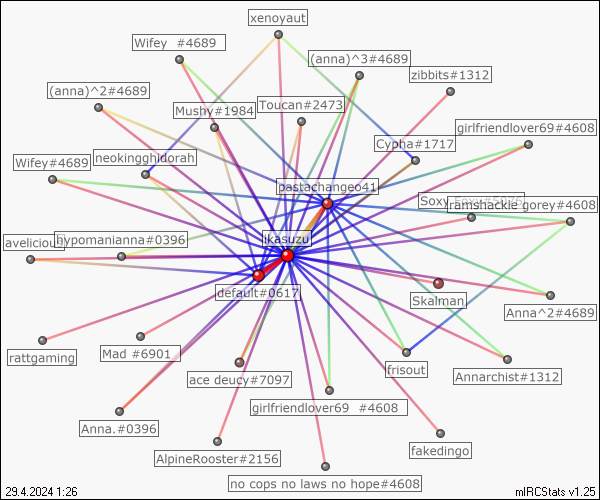 xenoyaut
Wifey #4689
(anna)^3#4689
zibbits#1312
(anna)^2#4689
Mushy#1984
Toucan#2473
girlfriendlover69#4608
Cypha#1717
Wifey#4689
neokingghidorah
pastachangeo41
Soxy
ramshackle gorey#4608
avelicious
hypomanianna#0396
ikasuzu
default#0617
Skalman
Anna^2#4689
rattgaming
Mad #6901
frisout
Annarchist#1312
ace deucy#7097
girlfriendlover69 #4608
Anna.#0396
AlpineRooster#2156
fakedingo
no cops no laws no hope#4608
29.4.2024 1:26
mIRCStats v1.25